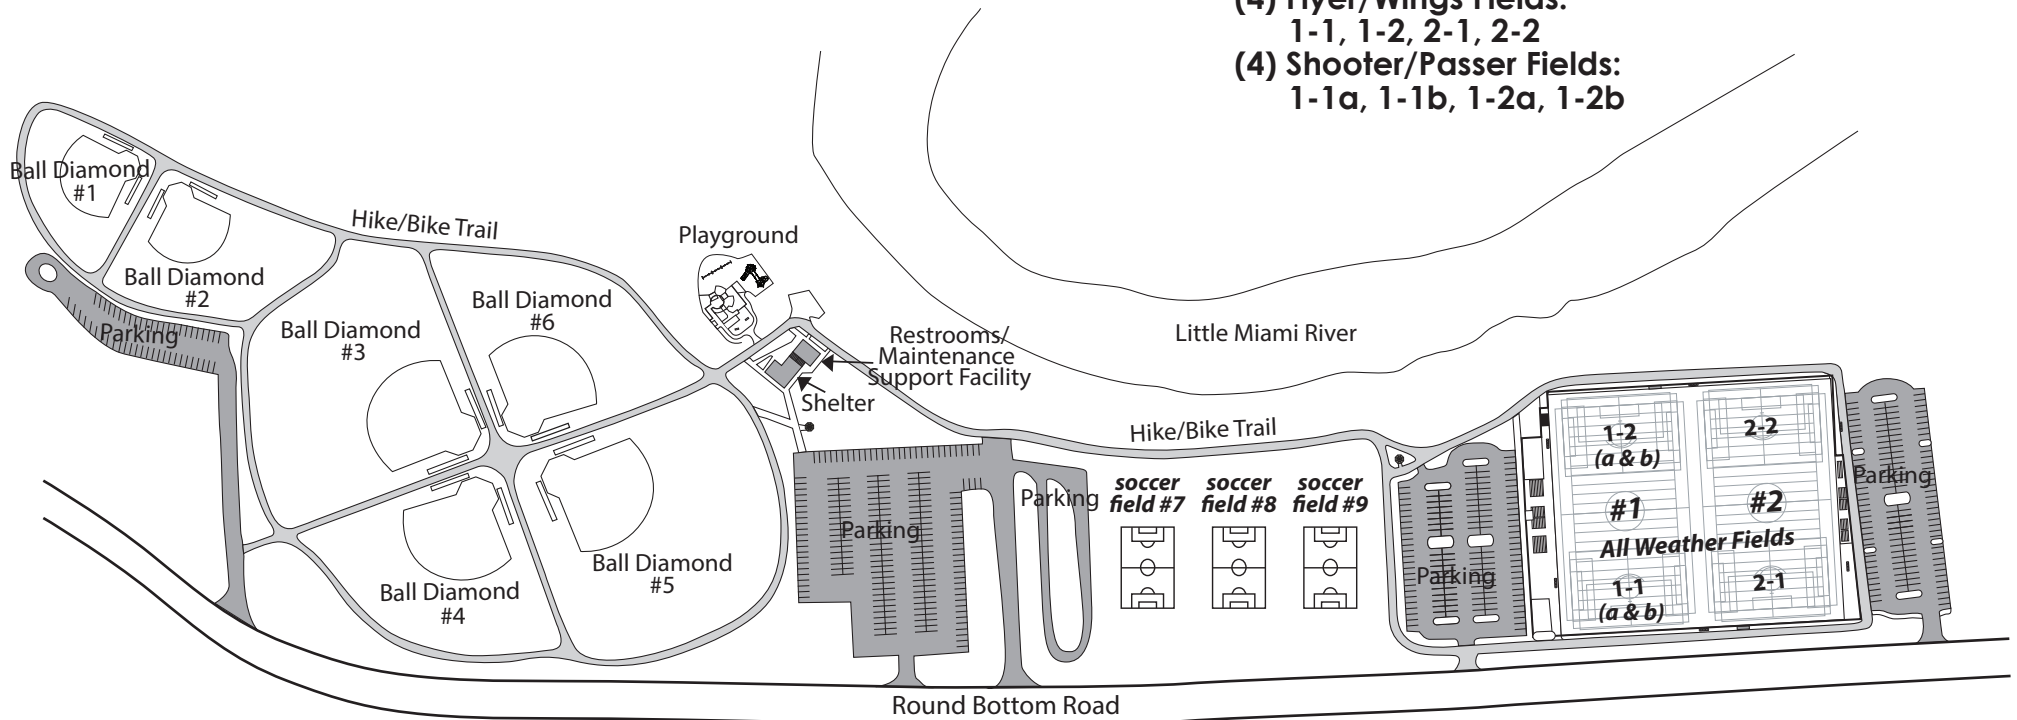 (4) Flyer/Wings Fields:
1-1, 1-2, 2-1, 2-2
(4) Shooter/Passer Fields:
1-1a, 1-1b, 1-2a, 1-2b
Ball Diamond
#1
Hike/Bike Trail
Ball Diamond
#2
Parking
Ball Diamond
#3
Ball Diamond
#6
Playground
Restrooms/
Maintenance
Support Facility
Shelter
Little Miami River
Hike/Bike Trail
Ball Diamond
#4
Ball Diamond
#5
Parking
Parking
soccer
field #7
soccer
field #8
soccer
field #9
Parking
1-2
(a & b)
2-2
#1
#2
All Weather Fields
1-1
(a & b)
2-1
Parking
Round Bottom Road